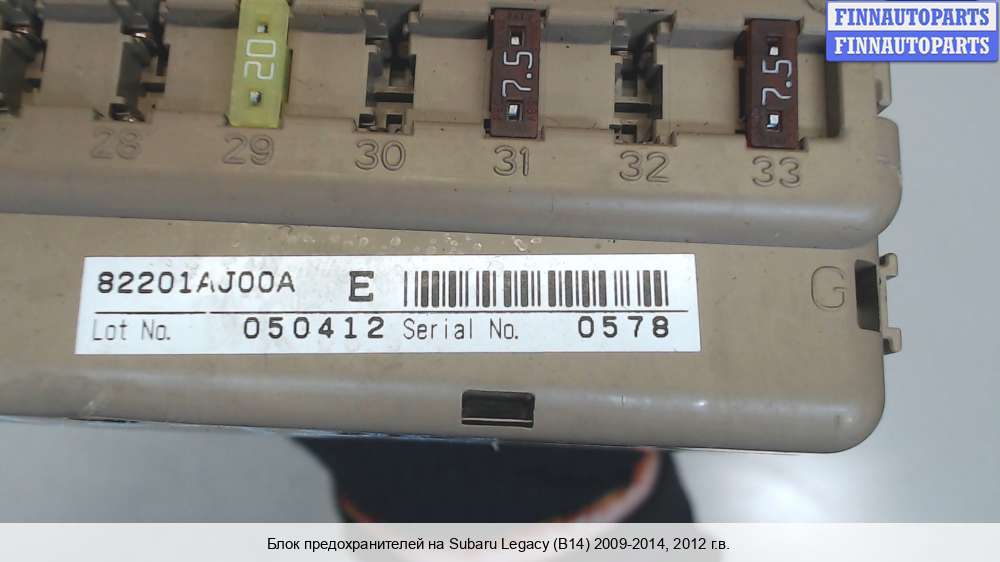 FINNAUTOPARTS
FINNAUTOPARTS
20 7.5 7.5
28 29 30 31 32 33
82201AJ00A E
G
Lot No. 050412 Serial No. 0578
Блок предохранителей на Subaru Legacy (B14) 2009-2014, 2012 г.в.